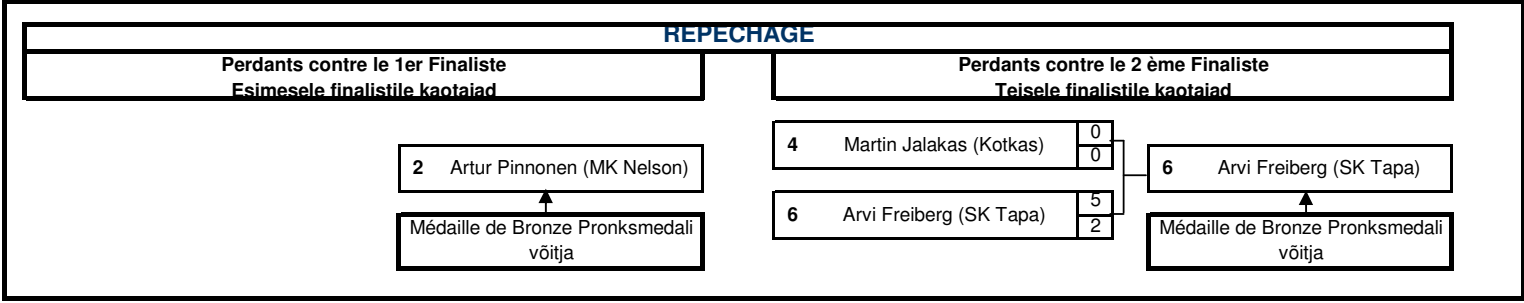 REPECHAGE
Perdants contre le 1er Finaliste
Esimesele finalistile kaotajad
Perdants contre le 2 ème Finaliste
Teisele finalistile kaotajad
2 Artur Pinnonen (MK Nelson)
Médaille de Bronze Pronksmedali
võitja
4 Martin Jalakas (Kotkas) 0
0
6 Arvi Freiberg (SK Tapa) 5
2
6 Arvi Freiberg (SK Tapa)
Médaille de Bronze Pronksmedali
võitja